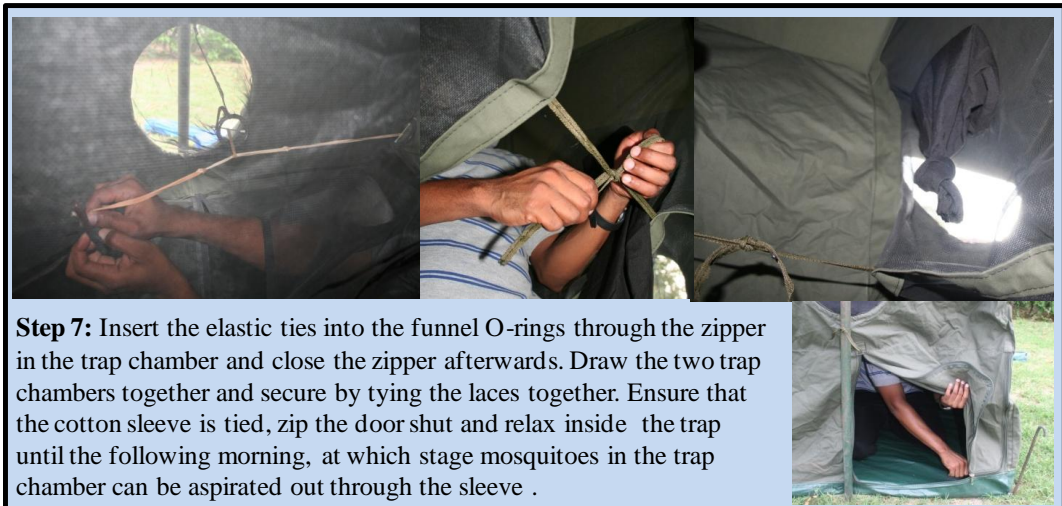 Step 7: Insert the elastic ties into the funnel O-rings through the zipper
in the trap chamber and close the zipper afterwards. Draw the two trap
chambers together and secure by tying the laces together. Ensure that
the cotton sleeve is tied, zip the door shut and relax inside the trap
until the following morning, at which stage mosquitoes in the trap
chamber can be aspirated out through the sleeve .